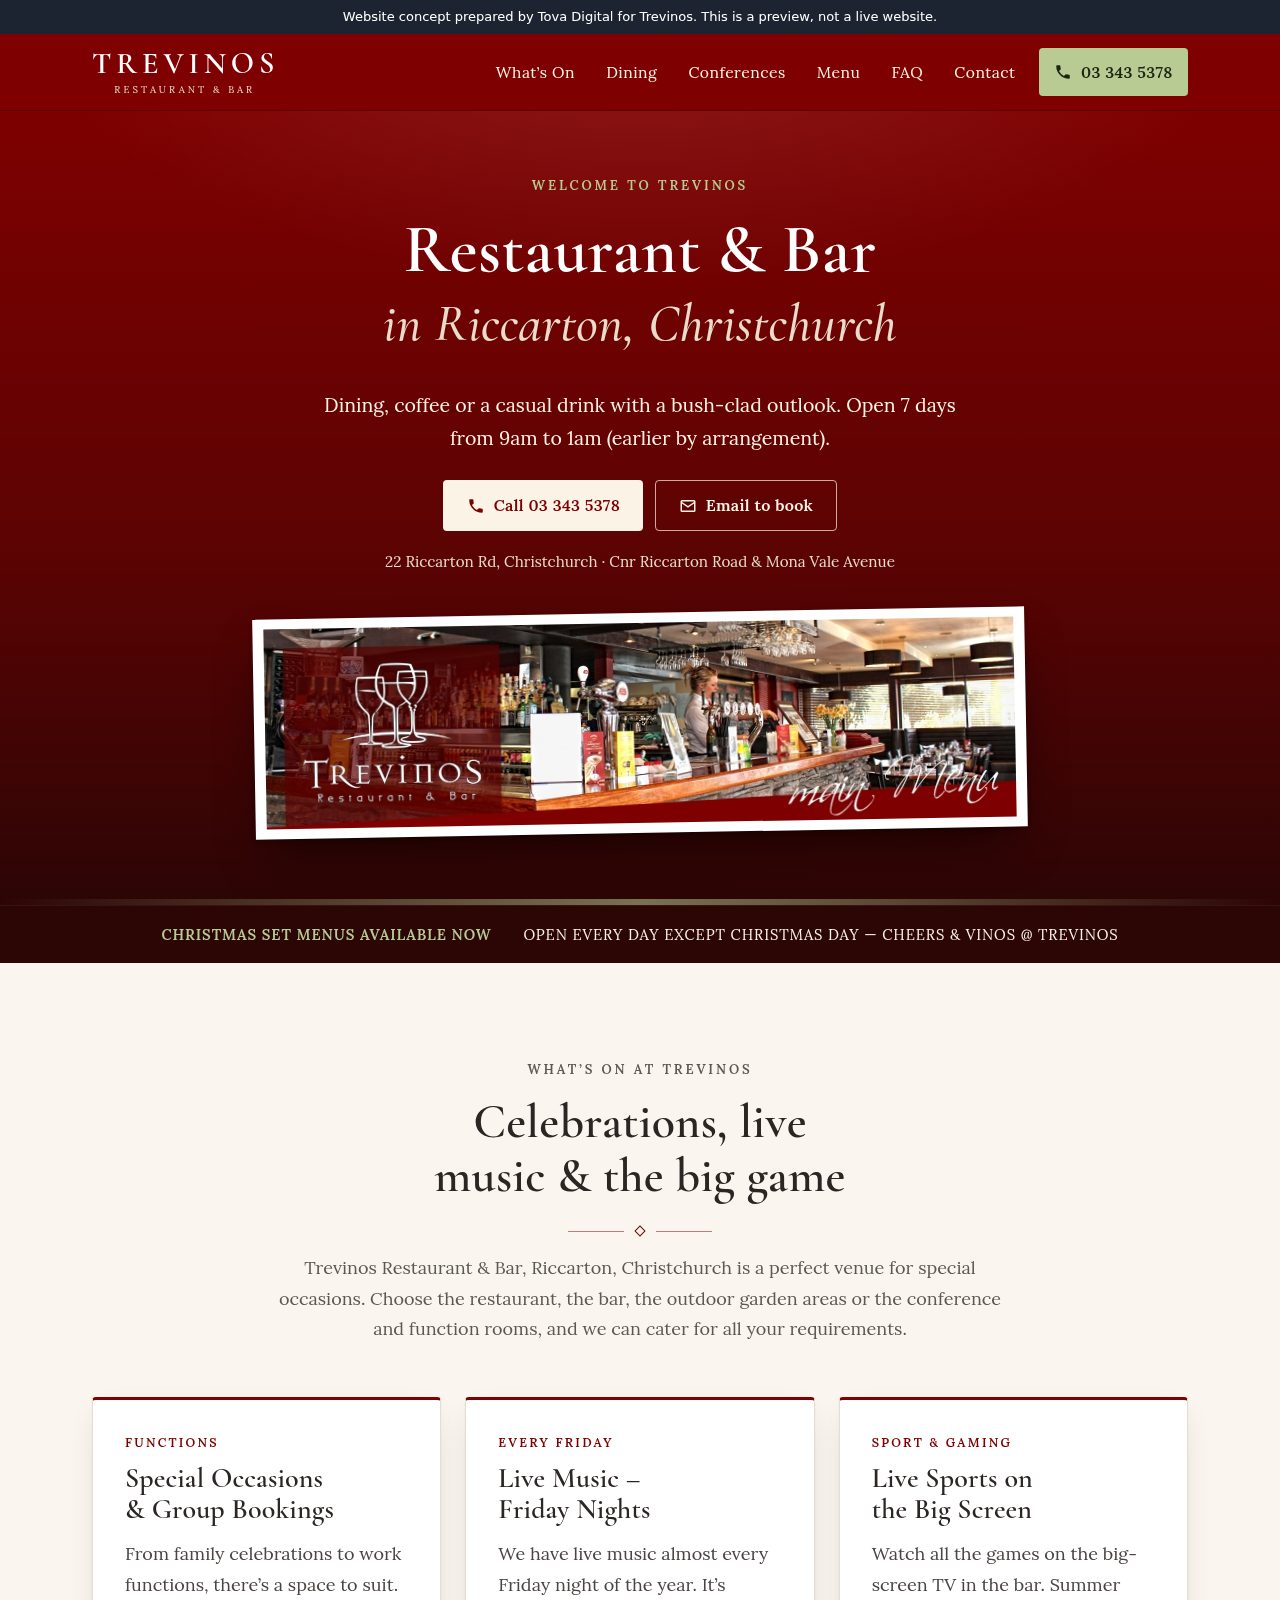 Website concept prepared by Tova Digital for Trevinos. This is a preview, not a live website.
TREVINOS
RESTAURANT & BAR
What’s On
Dining
Conferences
Menu
FAQ
Contact
03 343 5378
WELCOME TO TREVINOS
Restaurant & Bar
in Riccarton, Christchurch
Dining, coffee or a casual drink with a bush-clad outlook. Open 7 days
from 9am to 1am (earlier by arrangement).
Call 03 343 5378
Email to book
22 Riccarton Rd, Christchurch · Cnr Riccarton Road & Mona Vale Avenue
TREVINOS
Restaurant & Bar
main Menu
CHRISTMAS SET MENUS AVAILABLE NOW
OPEN EVERY DAY EXCEPT CHRISTMAS DAY — CHEERS & VINOS @ TREVINOS
WHAT’S ON AT TREVINOS
Celebrations, live
music & the big game
Trevinos Restaurant & Bar, Riccarton, Christchurch is a perfect venue for special
occasions. Choose the restaurant, the bar, the outdoor garden areas or the conference
and function rooms, and we can cater for all your requirements.
FUNCTIONS
Special Occasions
& Group Bookings
From family celebrations to work
functions, there’s a space to suit.
EVERY FRIDAY
Live Music –
Friday Nights
We have live music almost every
Friday night of the year. It’s
SPORT & GAMING
Live Sports on
the Big Screen
Watch all the games on the big-
screen TV in the bar. Summer